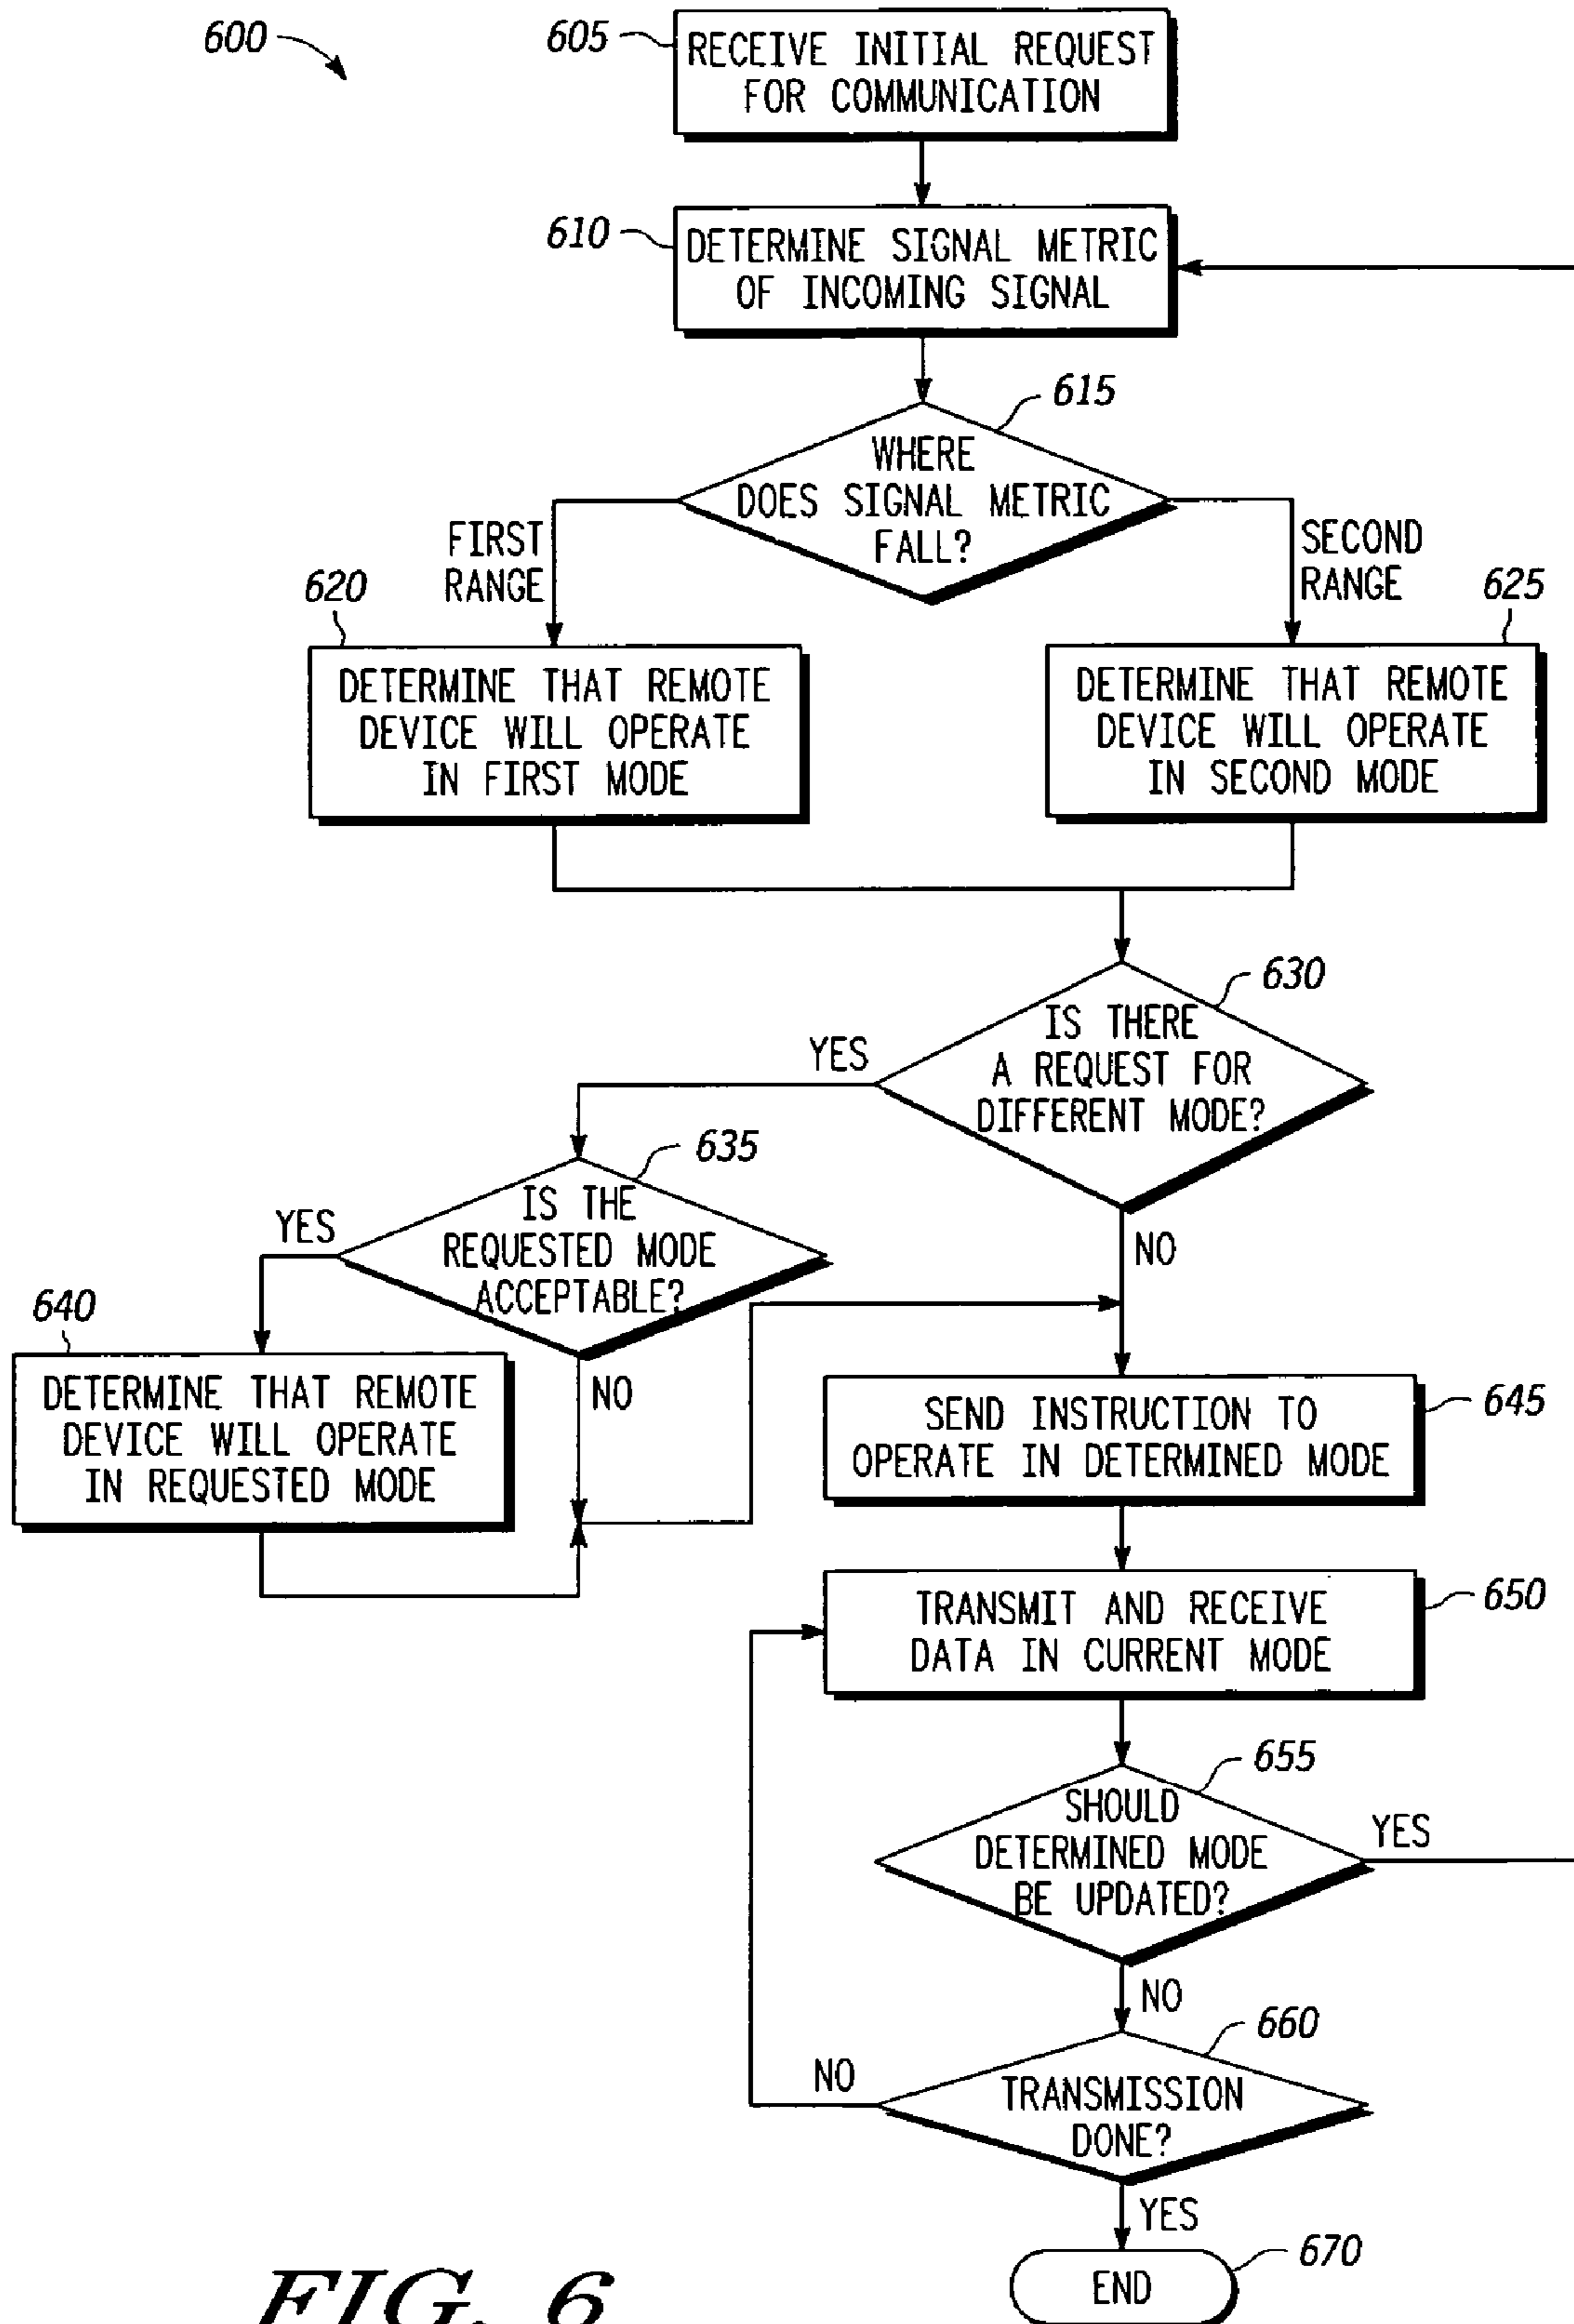 600
605
RECEIVE INITIAL REQUEST
FOR COMMUNICATION
610
DETERMINE SIGNAL METRIC
OF INCOMING SIGNAL
615
WHERE
DOES SIGNAL METRIC
FALL?
FIRST
RANGE
SECOND
RANGE
620
DETERMINE THAT REMOTE
DEVICE WILL OPERATE
IN FIRST MODE
625
DETERMINE THAT REMOTE
DEVICE WILL OPERATE
IN SECOND MODE
630
IS THERE
A REQUEST FOR
DIFFERENT MODE?
YES
NO
635
IS THE
REQUESTED MODE
ACCEPTABLE?
YES
NO
640
DETERMINE THAT REMOTE
DEVICE WILL OPERATE
IN REQUESTED MODE
645
SEND INSTRUCTION TO
OPERATE IN DETERMINED MODE
650
TRANSMIT AND RECEIVE
DATA IN CURRENT MODE
655
SHOULD
DETERMINED MODE
BE UPDATED?
YES
NO
660
TRANSMISSION
DONE?
NO
YES
670
END
FIG. 6